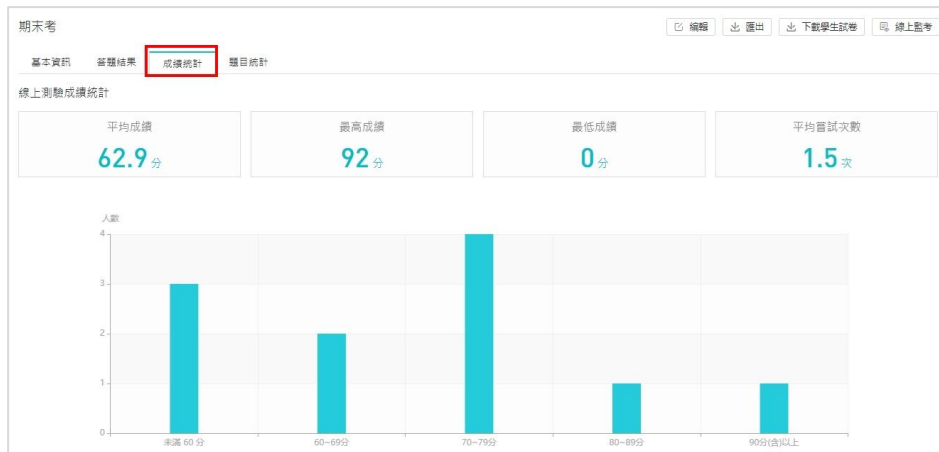 期末考
編輯 匯出 下載學生試卷 線上監考
基本資訊 答題結果 成績統計 題目統計
線上測驗成績統計
平均成績 最高成績 最低成績 平均嘗試次數
62.9分 92分 0分 1.5次
人數
4
3
2
1
0
未滿 60 分 60~69分 70~79分 80~89分 90分(含)以上